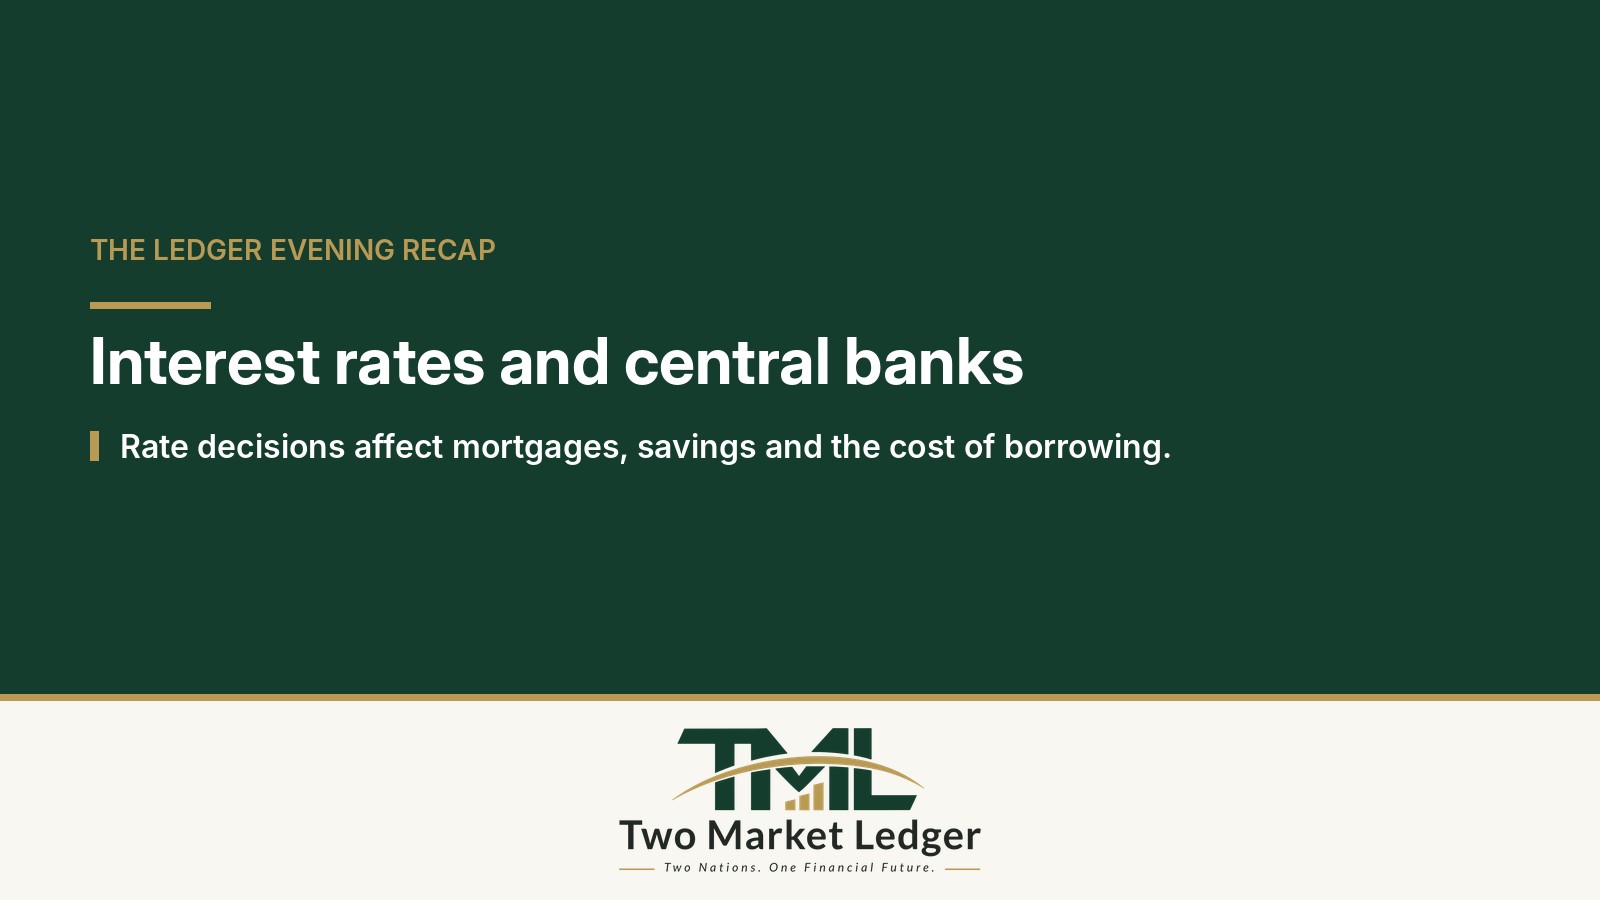 THE LEDGER EVENING RECAP
Interest rates and central banks
Rate decisions affect mortgages, savings and the cost of borrowing.
TML
Two Market Ledger
Two Nations. One Financial Future.